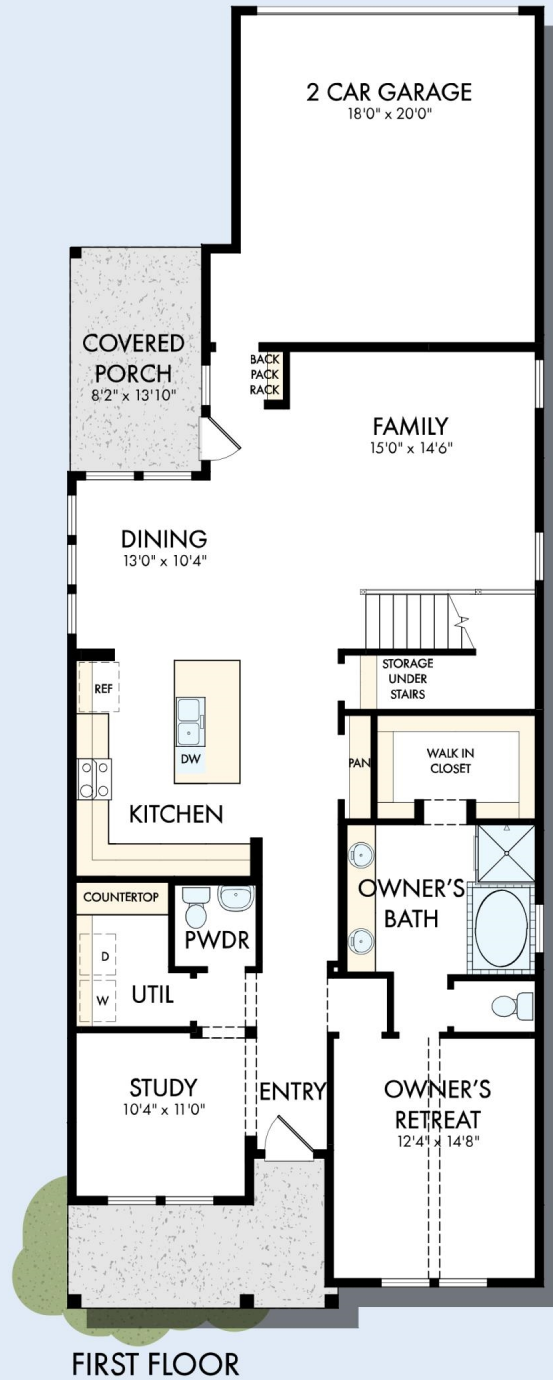 2 CAR GARAGE
18'0" x 20'0"
COVERED
PORCH
8'2" x 13'10"
BACK
PACK
RACK
FAMILY
15'0" x 14'6"
DINING
13'0" x 10'4"
REF
DW
KITCHEN
STORAGE
UNDER
STAIRS
PAN
WALK IN
CLOSET
COUNTERTOP
D
W
UTIL
PWDR
OWNER'S
BATH
STUDY
10'4" x 11'0"
ENTRY
OWNER'S
RETREAT
12'4" x 14'8"
FIRST FLOOR